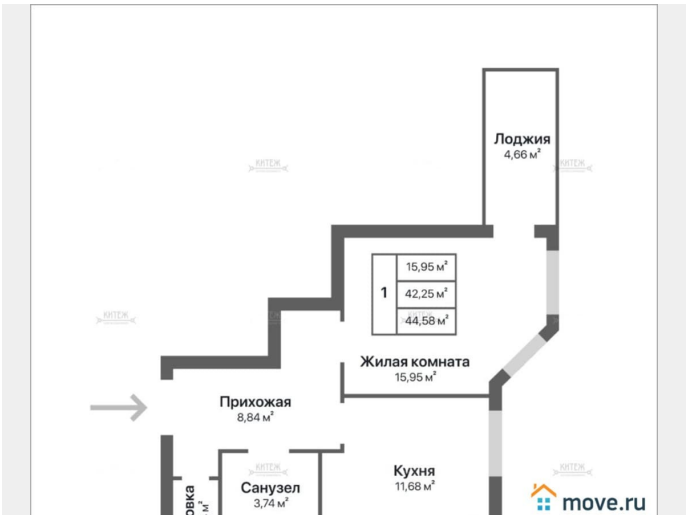 Лоджия
4,66 м²
КИТЕЖ
КИТЕЖ
15,95 м²
1
42,25 м²
44,58 м²
КИТЕЖ
КИТЕЖ
Жилая комната
15,95 м²
Прихожая
8,84 м²
КИТЕЖ
КИТЕЖ
Кухня
11,68 м²
Санузел
3,74 м²
move.ru